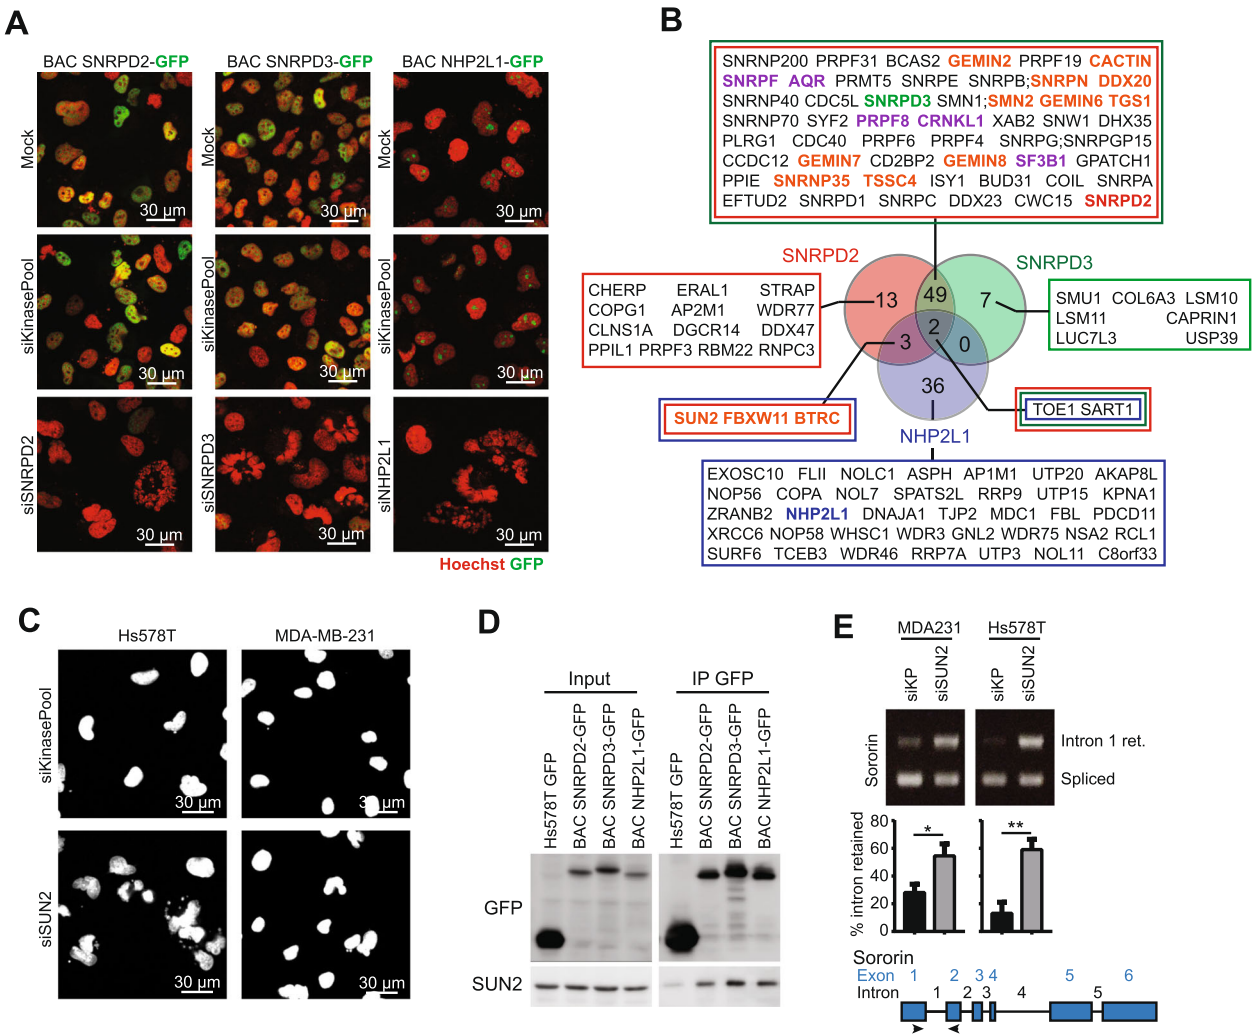 A
BAC SNRPD2-GFP
BAC SNRPD3-GFP
BAC NHP2L1-GFP
Mock
30 µm
Mock
30 µm
Mock
30 µm
siKinasePool
30 µm
siKinasePool
30 µm
siKinasePool
30 µm
siSNRPD2
30 µm
siSNRPD3
30 µm
siNHP2L1
30 µm
Hoechst GFP
B
SNRNP200 PRPF31 BCAS2 GEMIN2 PRPF19 CACTIN
SNRPF AQR PRMT5 SNRPE SNRPB;SNRPN DDX20
SNRNP40 CDC5L SNRPD3 SMN1;SMN2 GEMIN6 TGS1
SNRNP70 SYF2 PRPF8 CRNKL1 XAB2 SNW1 DHX35
PLRG1 CDC40 PRPF6 PRPF4 SNRPG;SNRPGP15
CCDC12 GEMIN7 CD2BP2 GEMIN8 SF3B1 GPATCH1
PPIE SNRNP35 TSSC4 ISY1 BUD31 COIL SNRPA
EFTUD2 SNRPD1 SNRPC DDX23 CWC15 SNRPD2
SNRPD2
SNRPD3
CHERP ERAL1 STRAP
COPG1 AP2M1 WDR77
CLNS1A DGCR14 DDX47
PPIL1 PRPF3 RBM22 RNPC3
13
49
7
2
3
0
36
SMU1 COL6A3 LSM10
LSM11 CAPRIN1
LUC7L3 USP39
SUN2 FBXW11 BTRC
TOE1 SART1
NHP2L1
EXOSC10 FLII NOLC1 ASPH AP1M1 UTP20 AKAP8L
NOP56 COPA NOL7 SPATS2L RRP9 UTP15 KPNA1
ZRANB2 NHP2L1 DNAJA1 TJP2 MDC1 FBL PDCD11
XRCC6 NOP58 WHSC1 WDR3 GNL2 WDR75 NSA2 RCL1
SURF6 TCEB3 WDR46 RRP7A UTP3 NOL11 C8orf33
C
Hs578T
MDA-MB-231
siKinasePool
30 µm
30 µm
siSUN2
30 µm
30 µm
D
Input
IP GFP
Hs578T GFP
BAC SNRPD2-GFP
BAC SNRPD3-GFP
BAC NHP2L1-GFP
Hs578T GFP
BAC SNRPD2-GFP
BAC SNRPD3-GFP
BAC NHP2L1-GFP
GFP
SUN2
E
MDA231
Hs578T
siKP
siSUN2
siKP
siSUN2
Sororin
Intron 1 ret.
Spliced
% intron retained
80
60
40
20
0
*
**
Sororin
Exon 1 2 3 4 5 6
Intron 1 2 3 4 5